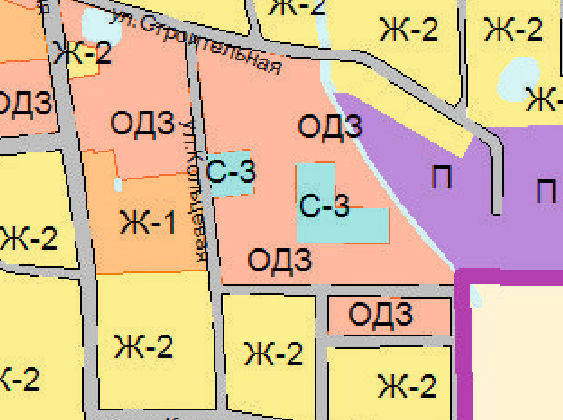 Ж-2
ул.Строительная
Ж-2
Ж-2
Ж-2
Ж-
ОДЗ
ОДЗ
ОДЗ
ул.Кольцевая
С-3
П
П
С-3
Ж-1
Ж-2
ОДЗ
ОДЗ
Ж-2
Ж-2
Ж-2
Ж-2